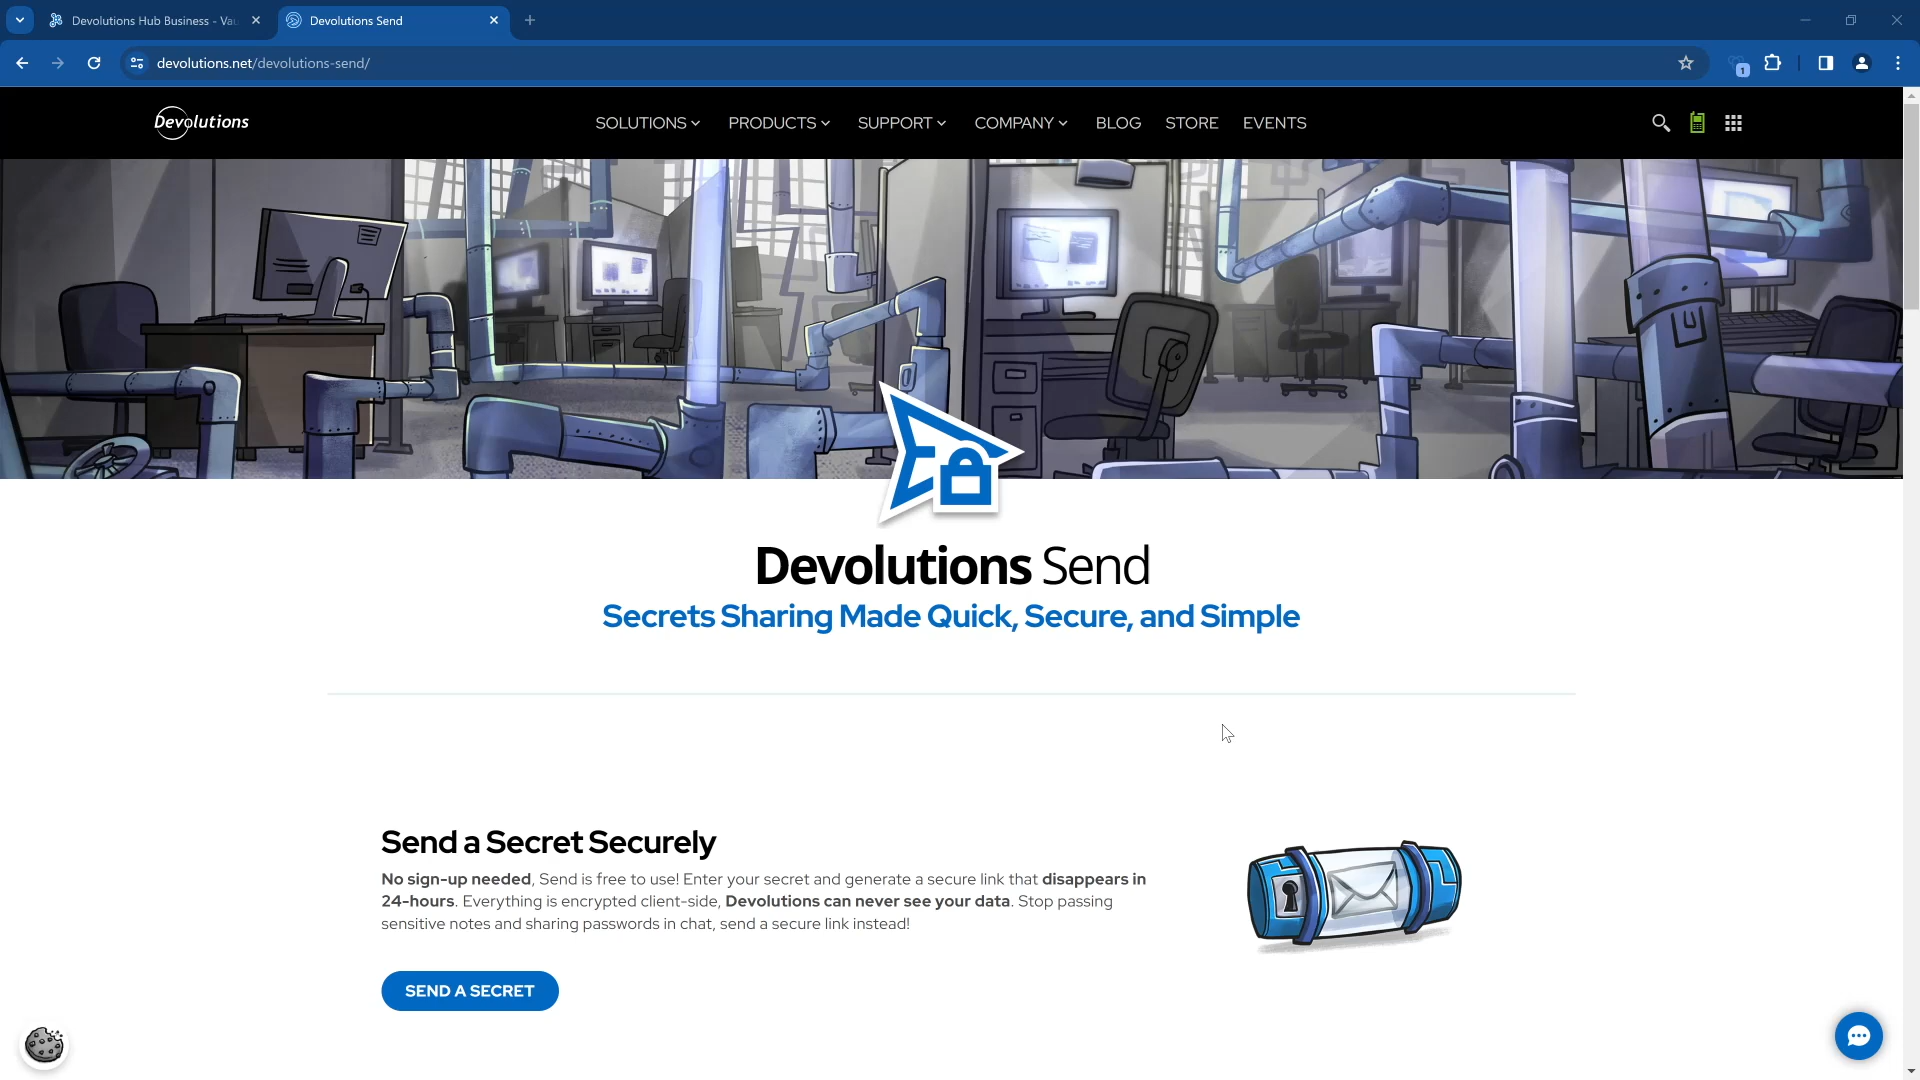 Devolutions Hub Business - Vau
Devolutions Send
devolutions.net/devolutions-send/
1
Devolutions
SOLUTIONS
PRODUCTS
SUPPORT
COMPANY
BLOG
STORE
EVENTS
Devolutions Send
Secrets Sharing Made Quick, Secure, and Simple
Send a Secret Securely
No sign-up needed, Send is free to use! Enter your secret and generate a secure link that disappears in
24-hours. Everything is encrypted client-side, Devolutions can never see your data. Stop passing
sensitive notes and sharing passwords in chat, send a secure link instead!
SEND A SECRET